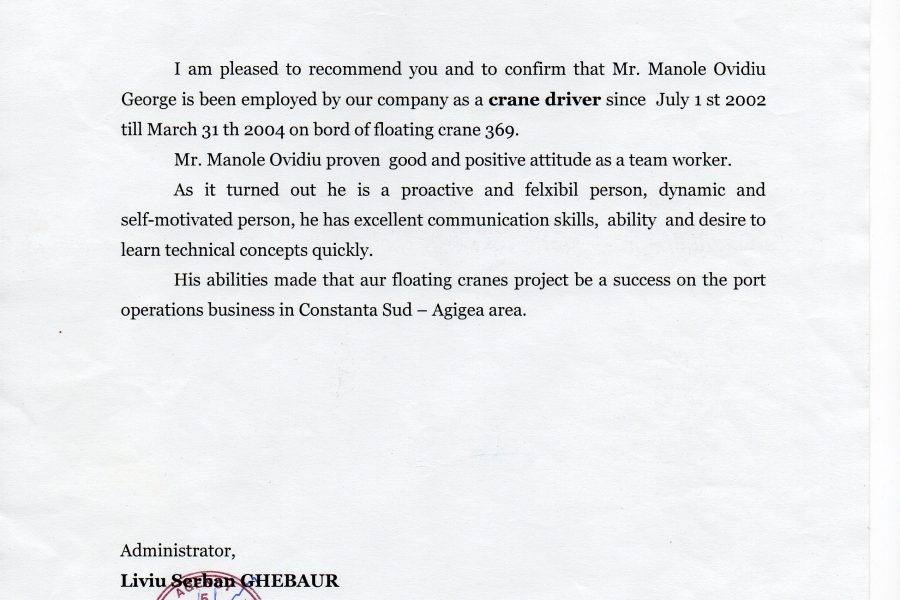 I am pleased to recommend you and to confirm that Mr. Manole Ovidiu
George is been employed by our company as a crane driver since July 1 st 2002
till March 31 th 2004 on bord of floating crane 369.
Mr. Manole Ovidiu proven good and positive attitude as a team worker.
As it turned out he is a proactive and felxibil person, dynamic and
self-motivated person, he has excellent communication skills, ability and desire to
learn technical concepts quickly.
His abilities made that aur floating cranes project be a success on the port
operations business in Constanta Sud – Agigea area.
Administrator,
Liviu Serban GHEBAUR